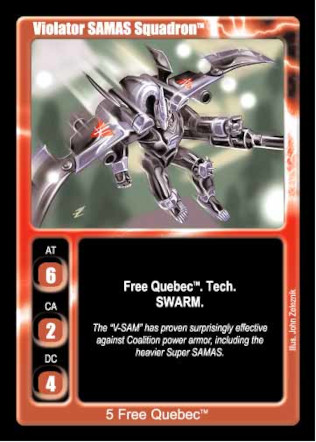 Violator SAMAS Squadron™
AT
6
CA
2
DC
4
Free Quebec™. Tech.
SWARM.
The "V-SAM" has proven surprisingly effective
against Coalition power armor, including the
heavier Super SAMAS.
Illus. John Zeleznik
5 Free Quebec™